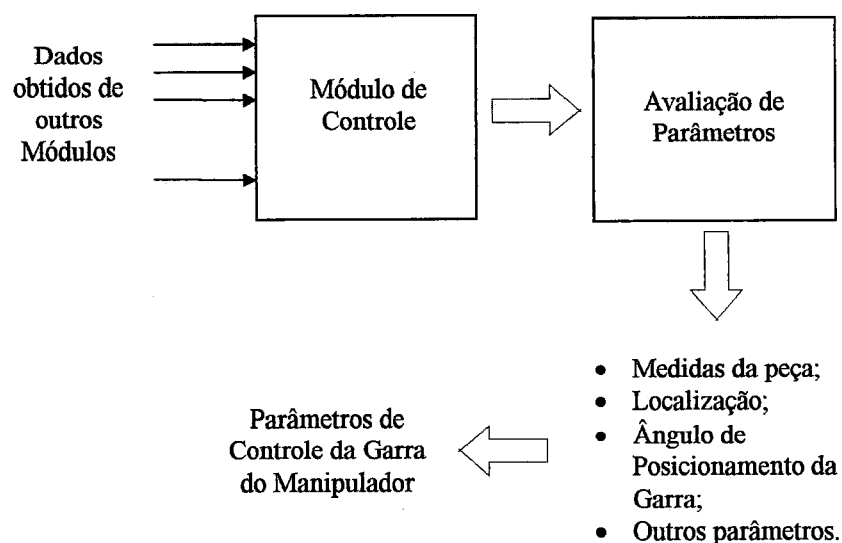 Dados
obtidos de
outros
Módulos
Módulo de
Controle
Avaliação de
Parâmetros
• Medidas da peça;
• Localização;
• Ângulo de
Posicionamento da
Garra;
• Outros parâmetros.
Parâmetros de
Controle da Garra
do Manipulador